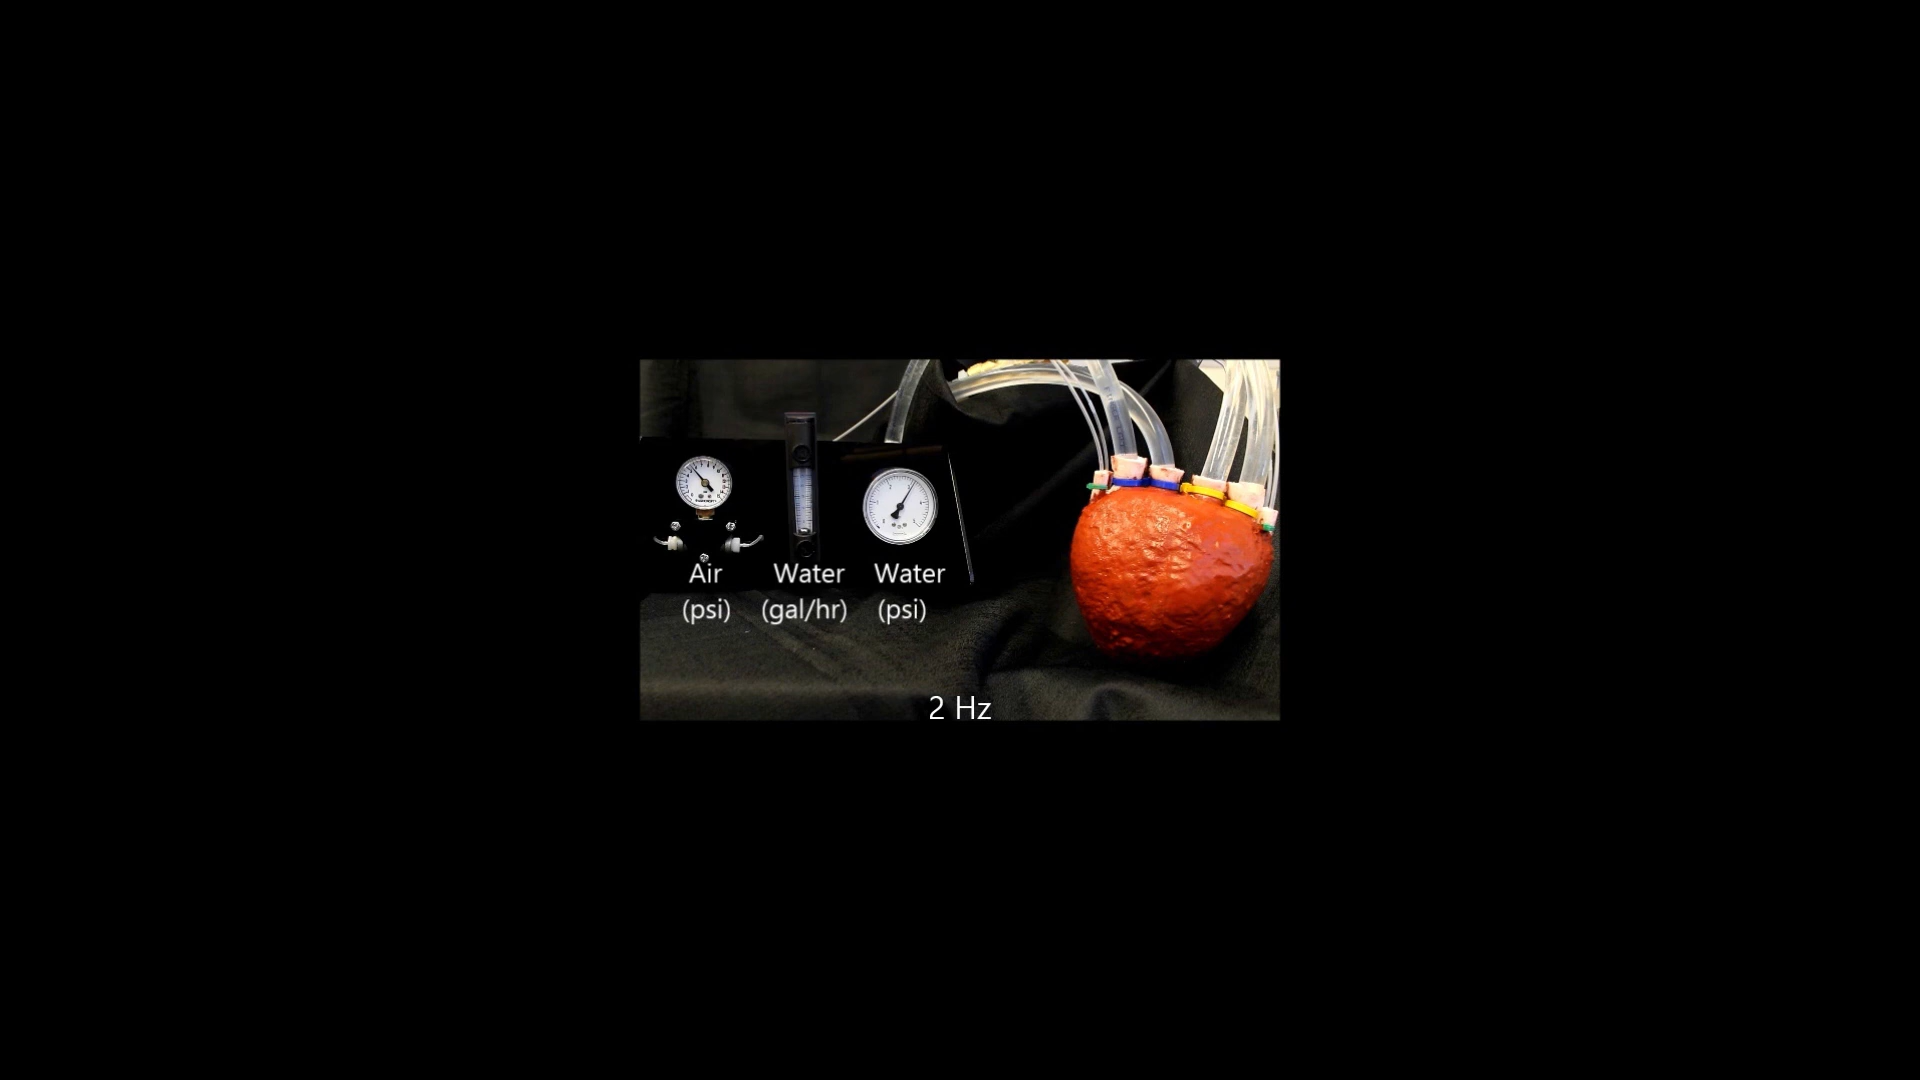 Air
(psi)
Water
(gal/hr)
Water
(psi)
2 Hz